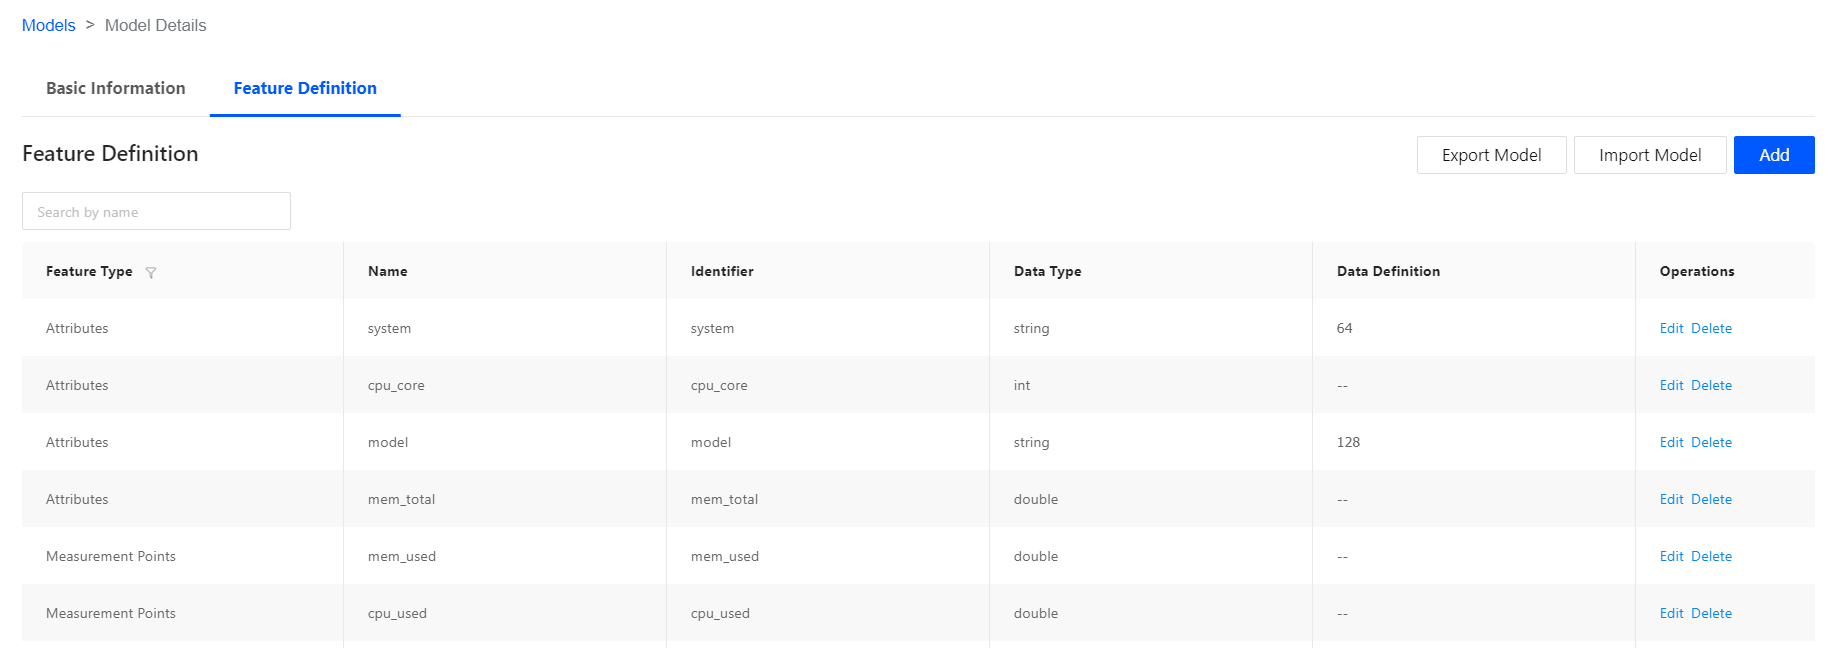 Models > Model Details
Basic Information Feature Definition
Feature Definition
Export Model Import Model Add
Search by name
Feature Type Name Identifier Data Type Data Definition Operations
Attributes system system string 64 Edit Delete
Attributes cpu_core cpu_core int -- Edit Delete
Attributes model model string 128 Edit Delete
Attributes mem_total mem_total double -- Edit Delete
Measurement Points mem_used mem_used double -- Edit Delete
Measurement Points cpu_used cpu_used double -- Edit Delete